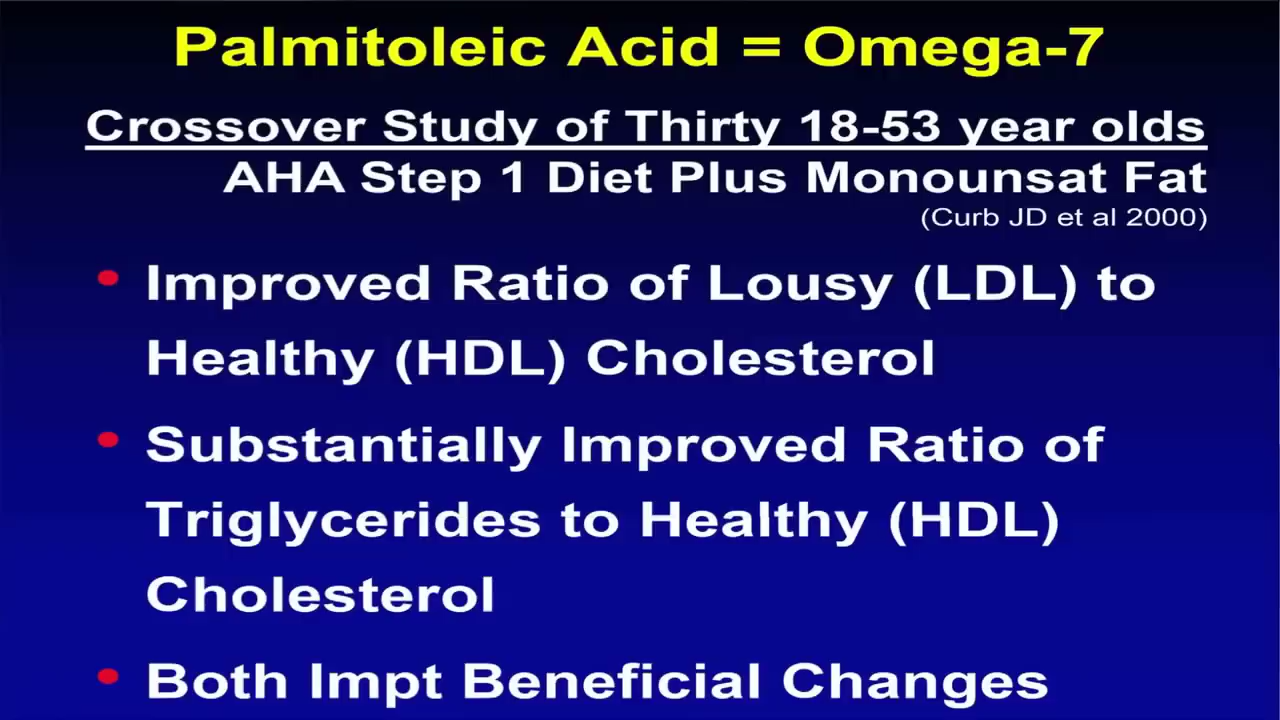 Palmitoleic Acid = Omega-7
Crossover Study of Thirty 18-53 year olds
AHA Step 1 Diet Plus Monounsat Fat
(Curb JD et al 2000)
• Improved Ratio of Lousy (LDL) to
Healthy (HDL) Cholesterol
• Substantially Improved Ratio of
Triglycerides to Healthy (HDL)
Cholesterol
• Both Impt Beneficial Changes